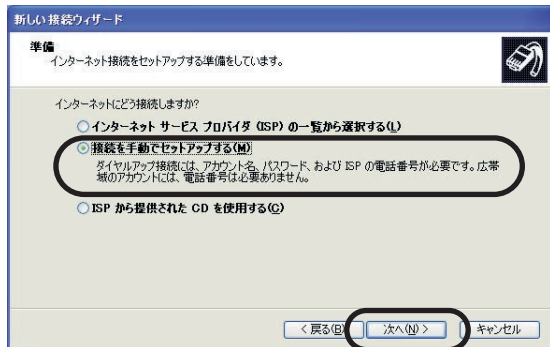 新しい接続ウィザード
準備
インターネット接続をセットアップする準備をしています。
インターネットにどう接続しますか?
インターネット サービス プロバイダ (ISP) の一覧から選択する(L)
接続を手動でセットアップする(M)
ダイヤルアップ接続には、アカウント名、パスワード、および ISP の電話番号が必要です。広帯
域のアカウントには、電話番号は必要ありません。
ISP から提供された CD を使用する(C)
< 戻る(B) 次へ(N) > キャンセル